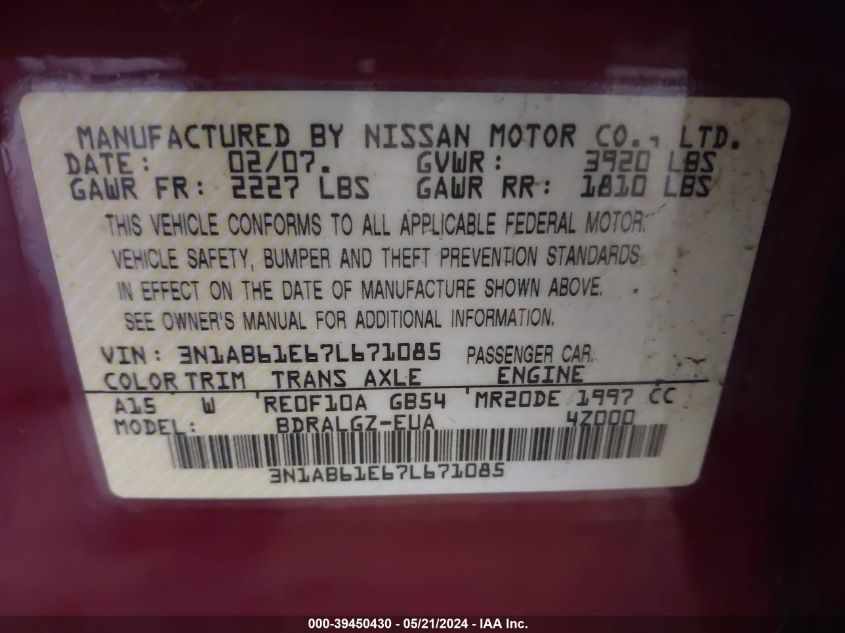 MANUFACTURED BY NISSAN MOTOR CO., LTD.
DATE: 02/07. GVWR: 3920 LBS
GAWR FR: 2227 LBS GAWR RR: 1810 LBS
THIS VEHICLE CONFORMS TO ALL APPLICABLE FEDERAL MOTOR
VEHICLE SAFETY, BUMPER AND THEFT PREVENTION STANDARDS
IN EFFECT ON THE DATE OF MANUFACTURE SHOWN ABOVE.
SEE OWNER'S MANUAL FOR ADDITIONAL INFORMATION.
VIN: 3N1AB61E67L671085 PASSENGER CAR
COLOR TRIM TRANS AXLE ENGINE
A15 W RE0F10A GB54 MR20DE 1997 CC
MODEL: BDRALGZ-EUA 4Z000
3N1AB61E67L671085
000-39450430 - 05/21/2024 - IAA Inc.